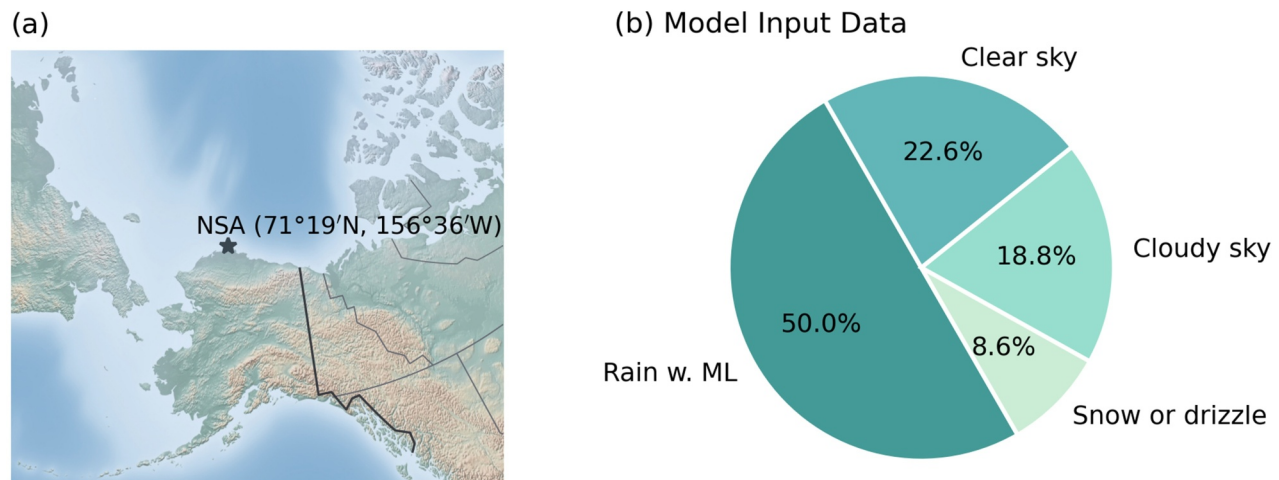 (a)
NSA (71°19′N, 156°36′W)
(b) Model Input Data
Clear sky
22.6%
Cloudy sky
18.8%
50.0%
8.6%
Rain w. ML
Snow or drizzle